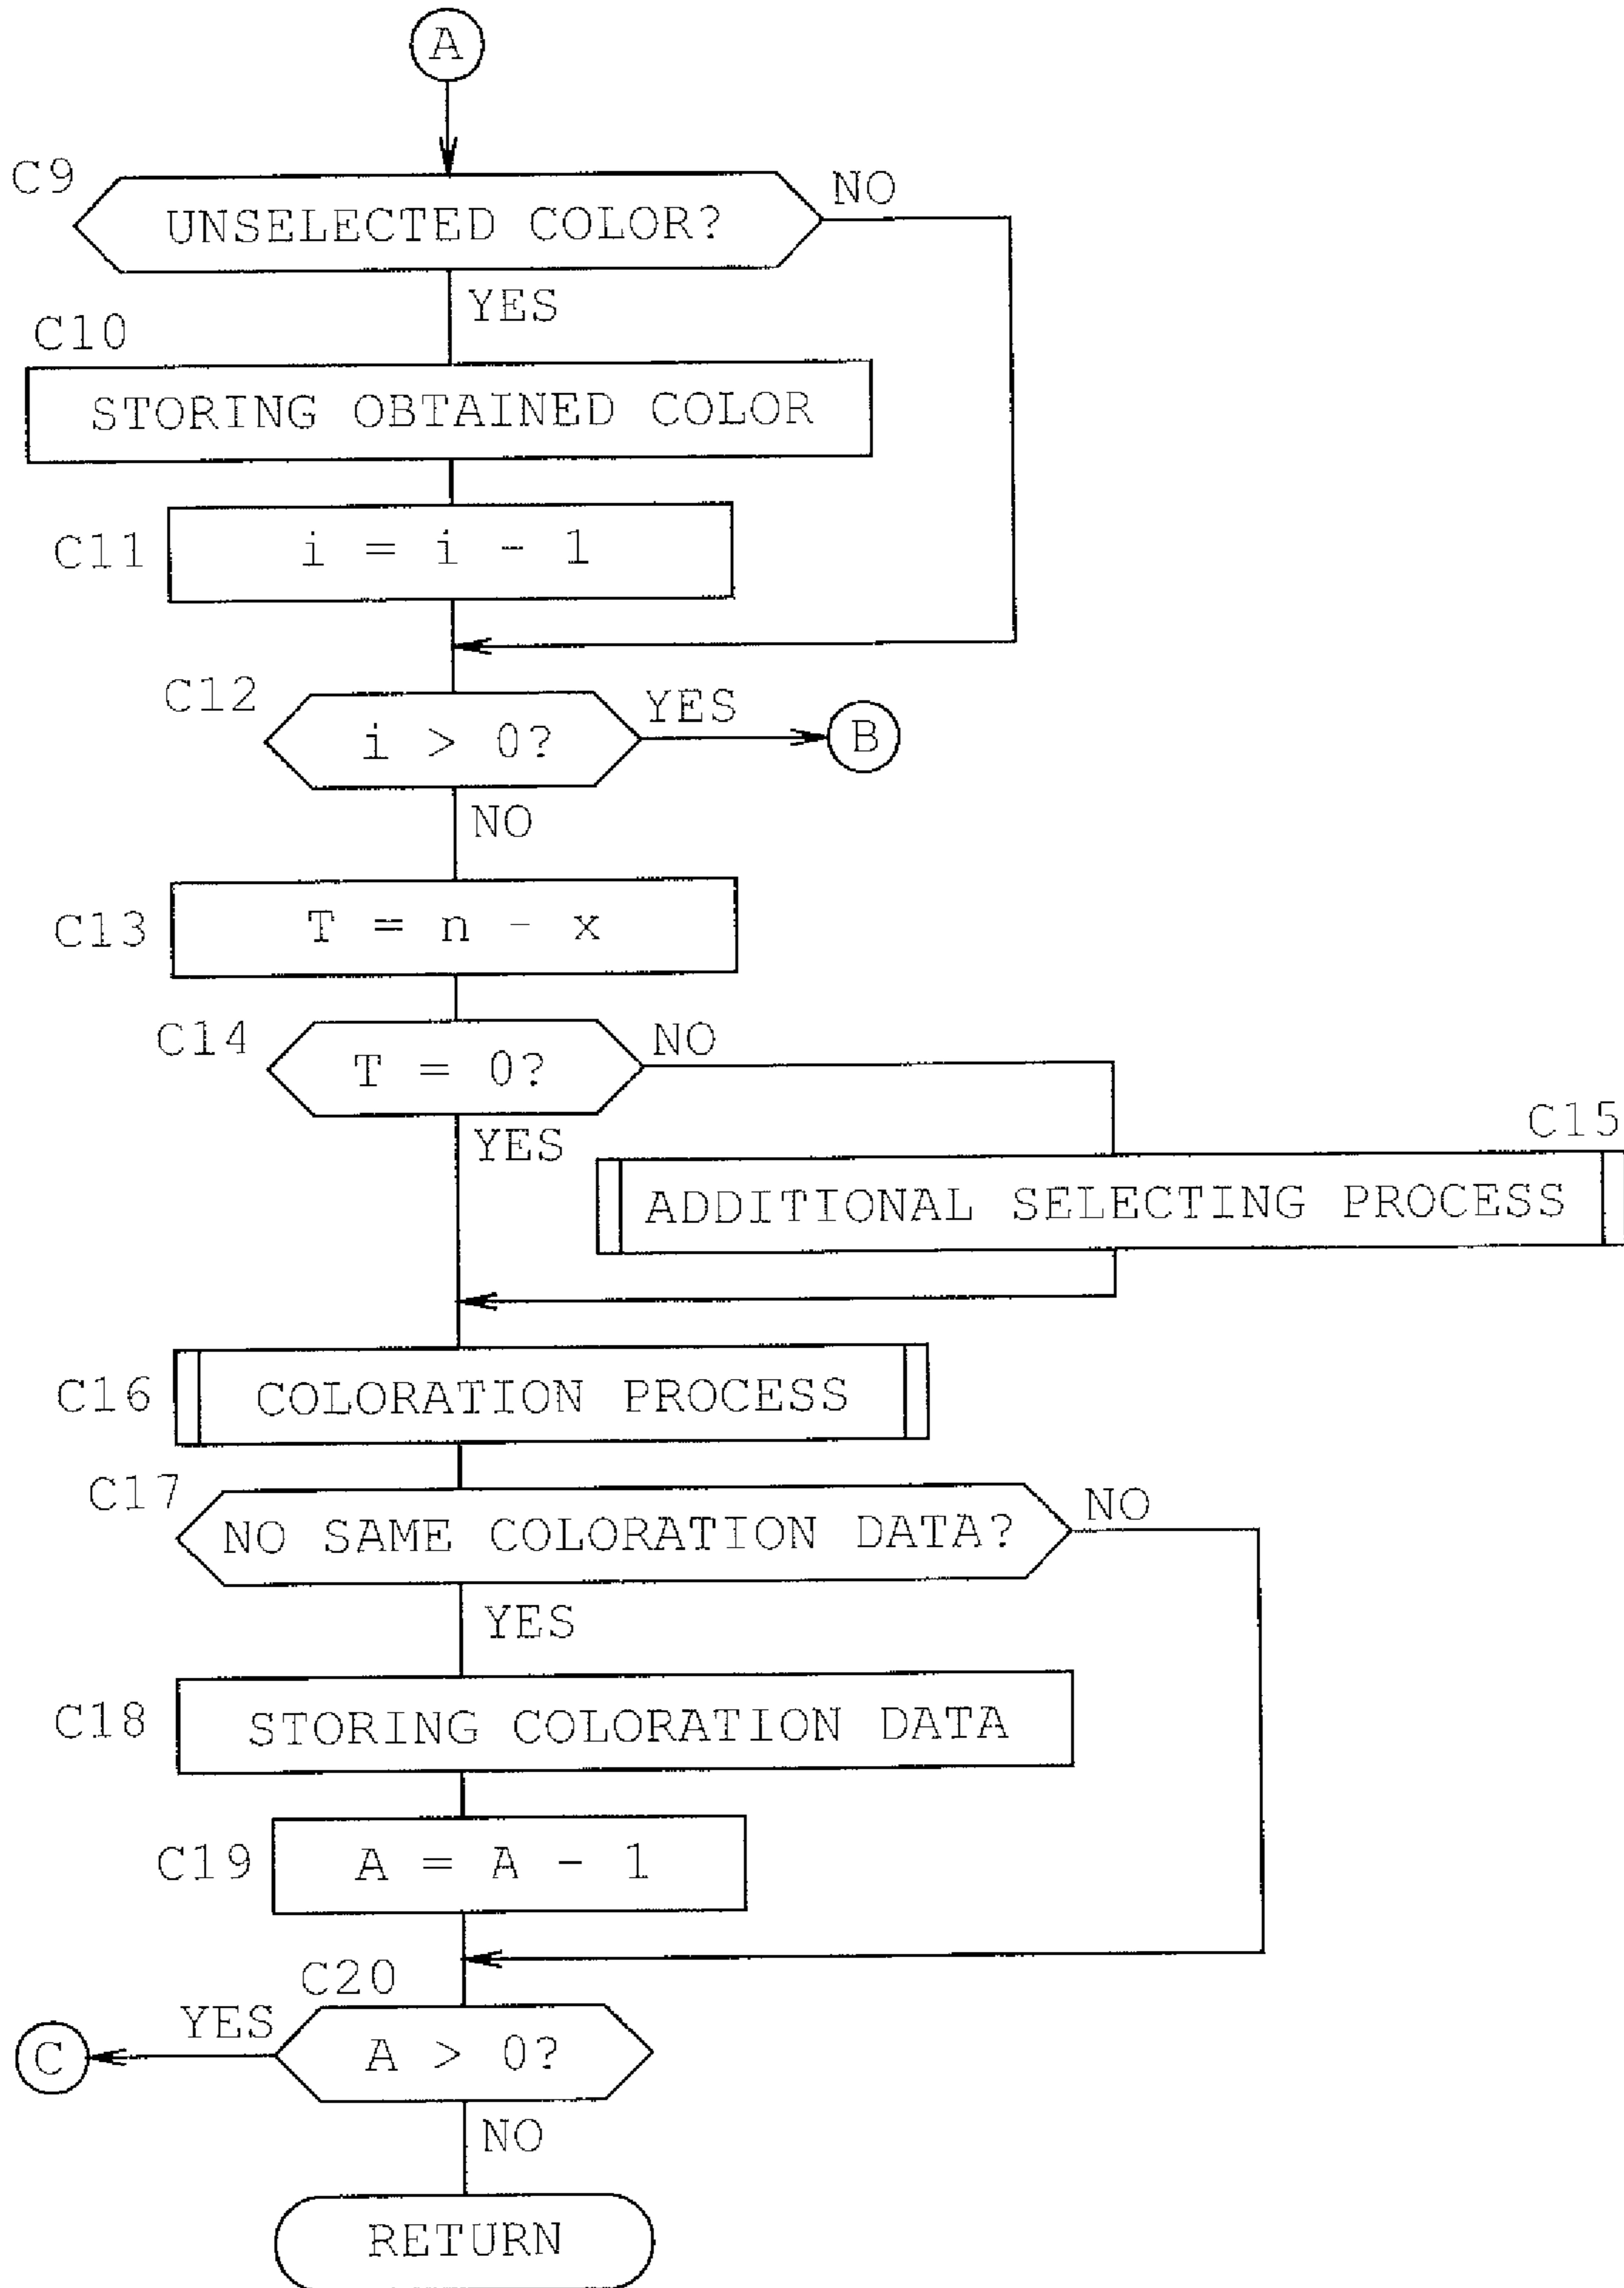 A
C9
NO
UNSELECTED COLOR?
YES
C10
STORING OBTAINED COLOR
C11
i = i - 1
C12
YES
i > 0?
B
NO
C13
T = n - x
C14
NO
T = 0?
YES
C15
ADDITIONAL SELECTING PROCESS
C16
COLORATION PROCESS
C17
NO
NO SAME COLORATION DATA?
YES
C18
STORING COLORATION DATA
C19
A = A - 1
C20
YES
C
A > 0?
NO
RETURN